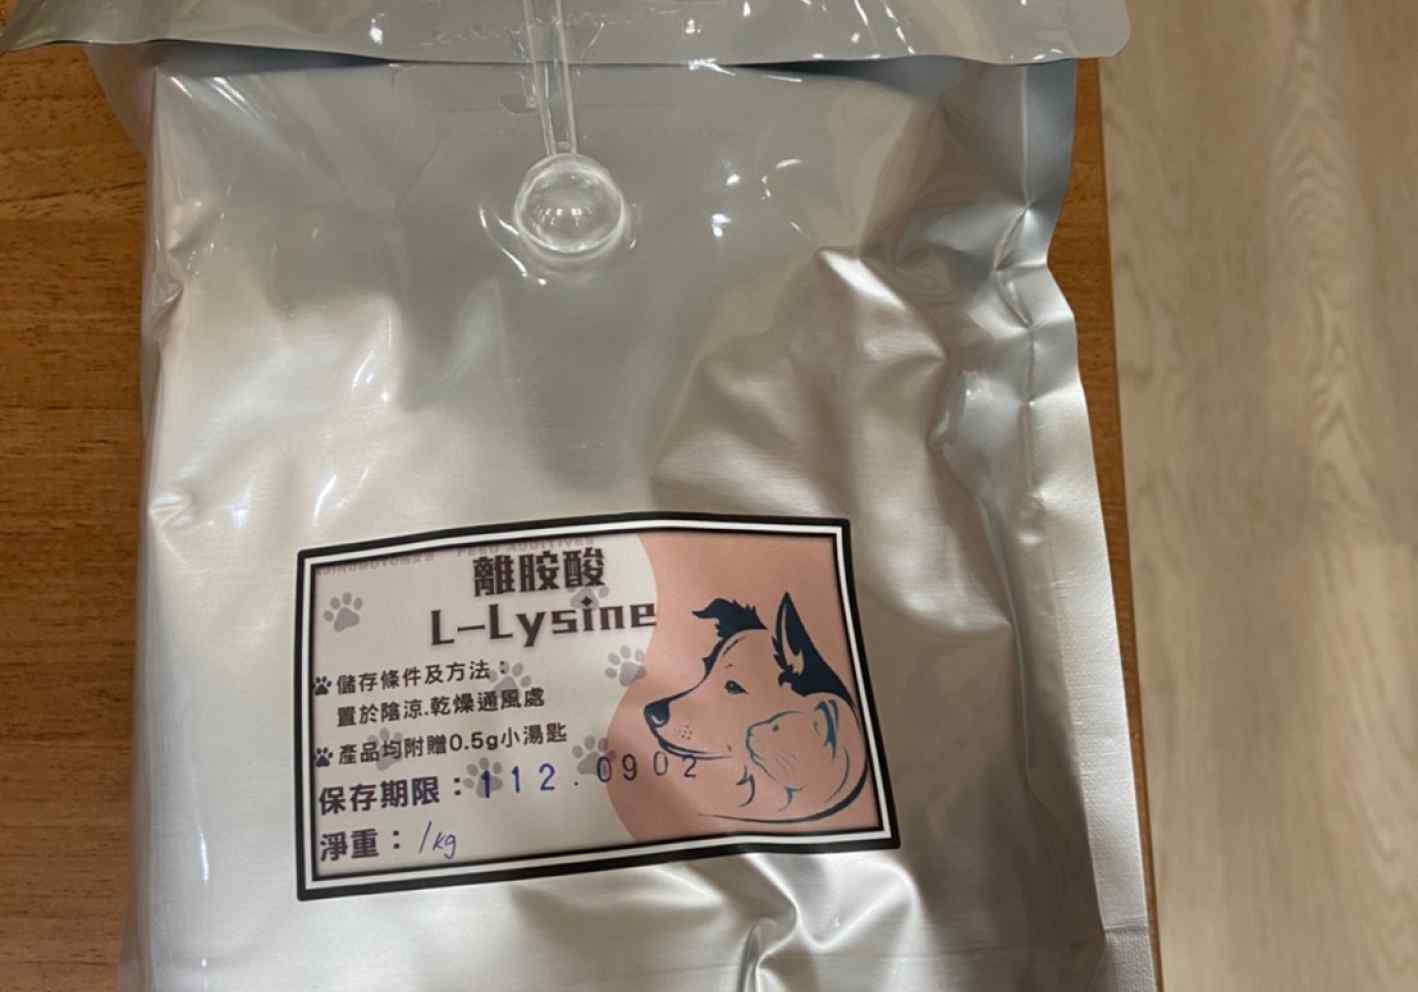 FEED ADDITIVES
離胺酸
L-Lysine
儲存條件及方法：
置於陰涼.乾燥通風處
產品均附贈0.5g小湯匙
保存期限：112.0902
淨重：1kg